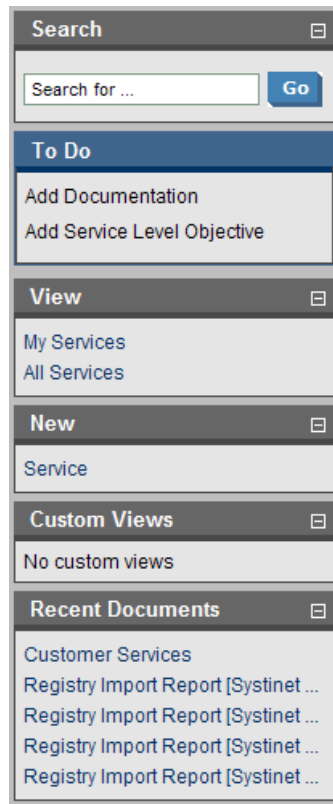 Search
Search for ...
Go
To Do
Add Documentation
Add Service Level Objective
View
My Services
All Services
New
Service
Custom Views
No custom views
Recent Documents
Customer Services
Registry Import Report [Systinet ...
Registry Import Report [Systinet ...
Registry Import Report [Systinet ...
Registry Import Report [Systinet ...